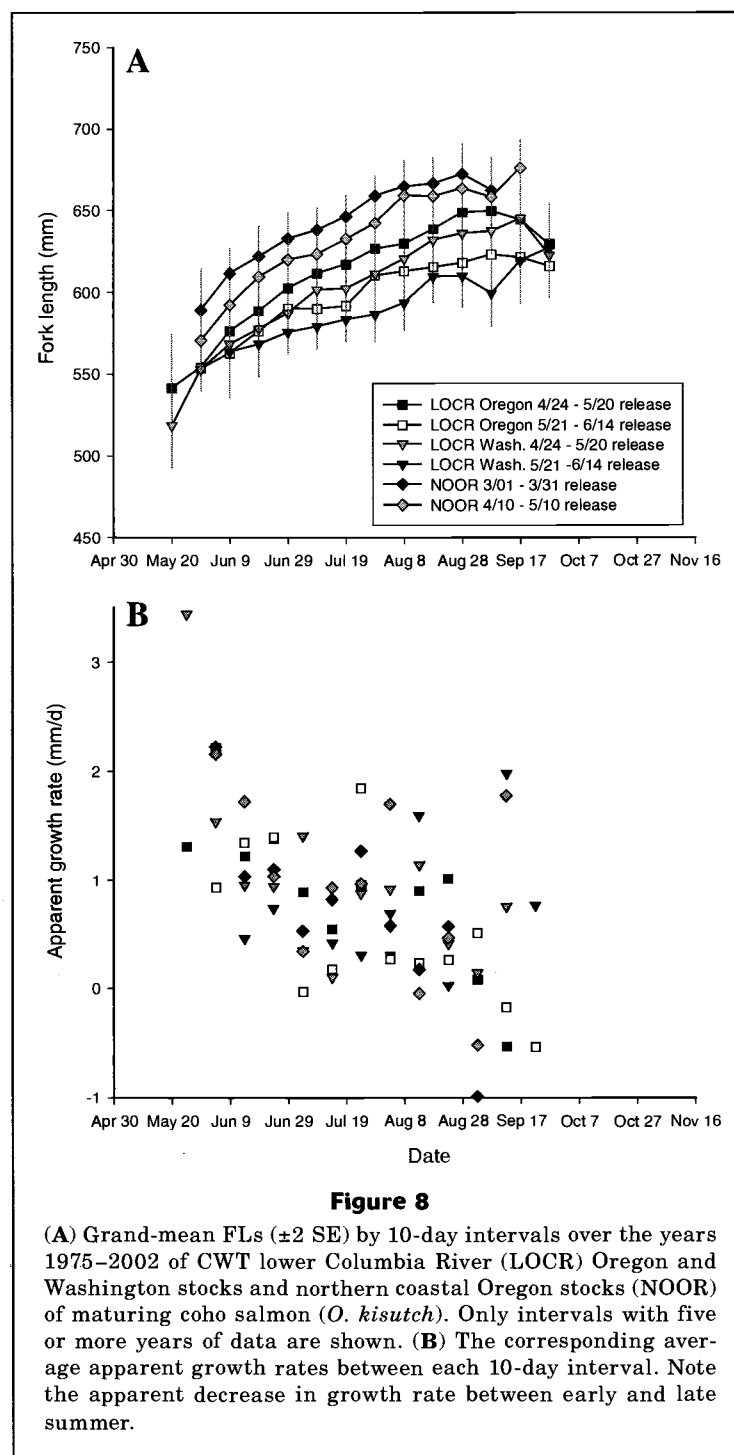 A
750
700
650
600
550
500
450
Fork length (mm)
LOCR Oregon 4/24 - 5/20 release
LOCR Oregon 5/21 - 6/14 release
LOCR Wash. 4/24 - 5/20 release
LOCR Wash. 5/21 -6/14 release
NOOR 3/01 - 3/31 release
NOOR 4/10 - 5/10 release
Apr 30 May 20 Jun 9 Jun 29 Jul 19 Aug 8 Aug 28 Sep 17 Oct 7 Oct 27 Nov 16
B
3
2
1
0
-1
Apparent growth rate (mm/d)
Apr 30 May 20 Jun 9 Jun 29 Jul 19 Aug 8 Aug 28 Sep 17 Oct 7 Oct 27 Nov 16
Date
Figure 8
(A) Grand-mean FLs (±2 SE) by 10-day intervals over the years
1975–2002 of CWT lower Columbia River (LOCR) Oregon and
Washington stocks and northern coastal Oregon stocks (NOOR)
of maturing coho salmon (O. kisutch). Only intervals with five
or more years of data are shown. (B) The corresponding aver-
age apparent growth rates between each 10-day interval. Note
the apparent decrease in growth rate between early and late
summer.